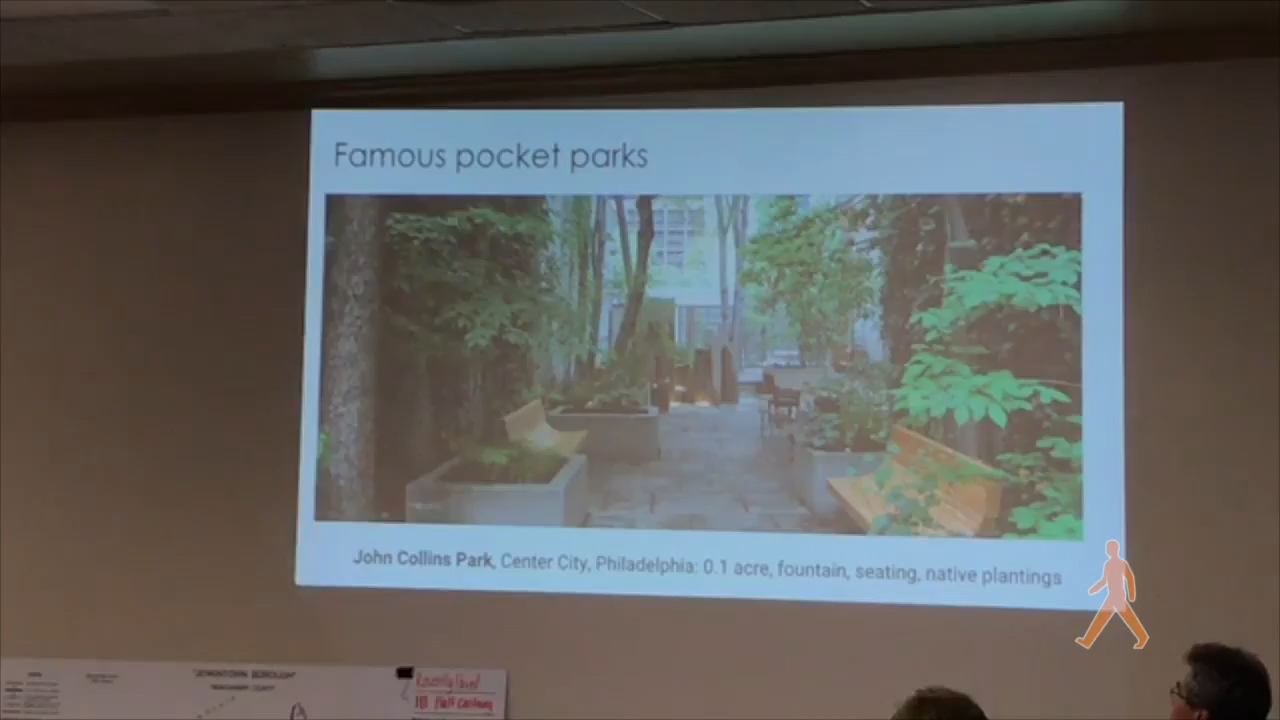 Famous pocket parks
John Collins Park, Center City, Philadelphia: 0.1 acre, fountain, seating, native plantings